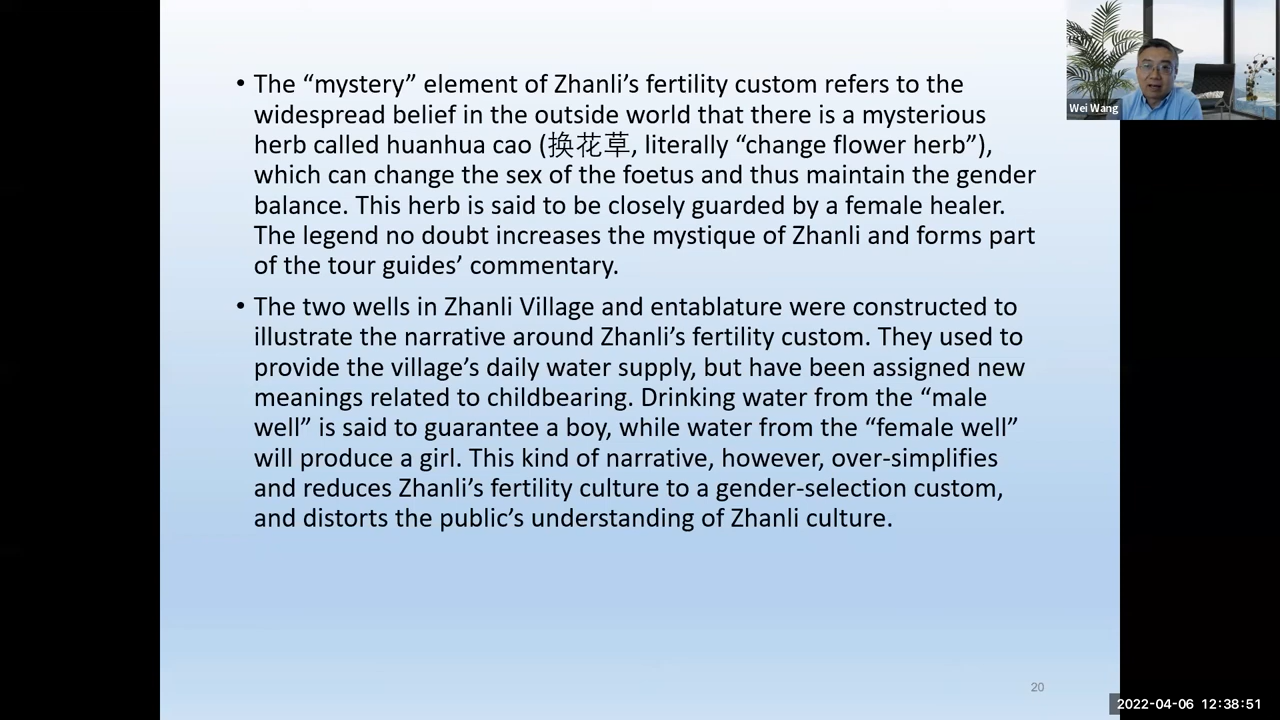 • The “mystery” element of Zhanli’s fertility custom refers to the
widespread belief in the outside world that there is a mysterious
herb called huanhua cao (换花草, literally “change flower herb”),
which can change the sex of the foetus and thus maintain the gender
balance. This herb is said to be closely guarded by a female healer.
The legend no doubt increases the mystique of Zhanli and forms part
of the tour guides’ commentary.
• The two wells in Zhanli Village and entablature were constructed to
illustrate the narrative around Zhanli’s fertility custom. They used to
provide the village’s daily water supply, but have been assigned new
meanings related to childbearing. Drinking water from the “male
well” is said to guarantee a boy, while water from the “female well”
will produce a girl. This kind of narrative, however, over-simplifies
and reduces Zhanli’s fertility culture to a gender-selection custom,
and distorts the public’s understanding of Zhanli culture.
Wei Wang
20
2022-04-06 12:38:51